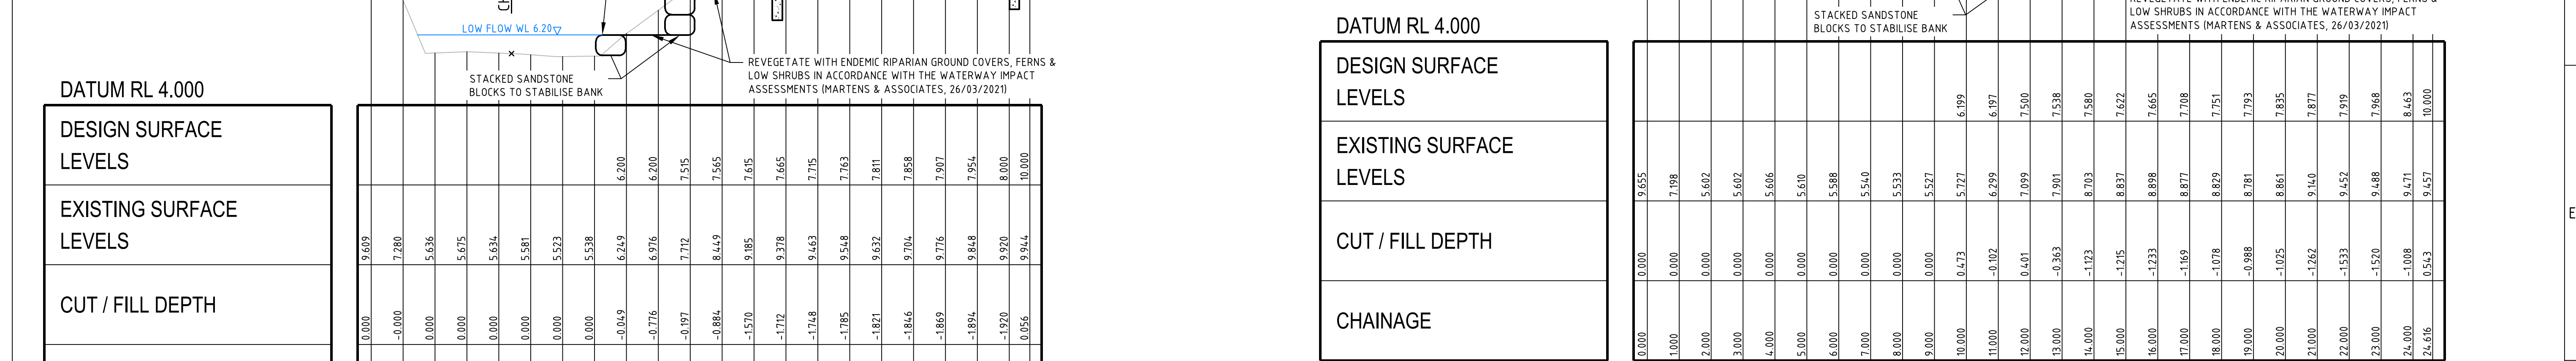 CH
LOW FLOW WL 6.20
STACKED SANDSTONE
BLOCKS TO STABILISE BANK
REVEGETATE WITH ENDEMIC RIPARIAN GROUND COVERS, FERNS &
LOW SHRUBS IN ACCORDANCE WITH THE WATERWAY IMPACT
ASSESSMENTS (MARTENS & ASSOCIATES, 26/03/2021)
DATUM RL 4.000
DESIGN SURFACE
LEVELS
6.200 6.200 7.515 7.565 7.615 7.665 7.715 7.763 7.811 7.858 7.907 7.954 8.000 10.000
EXISTING SURFACE
LEVELS
9.609 7.280 5.636 5.675 5.634 5.581 5.523 5.538 6.249 6.976 7.712 8.449 9.185 9.378 9.463 9.548 9.632 9.704 9.776 9.848 9.920 9.944
CUT / FILL DEPTH
0.000 -0.000 0.000 0.000 0.000 0.000 0.000 0.000 -0.049 -0.776 -0.197 -0.884 -1.570 -1.712 -1.748 -1.785 -1.821 -1.846 -1.869 -1.894 -1.920 0.056
STACKED SANDSTONE
BLOCKS TO STABILISE BANK
REVEGETATE WITH ENDEMIC RIPARIAN GROUND COVERS, FERNS &
LOW SHRUBS IN ACCORDANCE WITH THE WATERWAY IMPACT
ASSESSMENTS (MARTENS & ASSOCIATES, 26/03/2021)
DATUM RL 4.000
DESIGN SURFACE
LEVELS
6.199 6.197 7.500 7.538 7.580 7.622 7.665 7.708 7.751 7.793 7.835 7.877 7.919 7.968 8.463 10.000
EXISTING SURFACE
LEVELS
9.655 7.198 5.602 5.602 5.606 5.610 5.588 5.540 5.533 5.527 5.727 6.299 7.099 7.901 8.703 8.837 8.898 8.877 8.829 8.781 8.861 9.140 9.452 9.488 9.471 9.457
CUT / FILL DEPTH
0.000 0.000 0.000 0.000 0.000 0.000 0.000 0.000 0.000 0.000 0.473 -0.102 0.401 -0.363 -1.123 -1.215 -1.233 -1.169 -1.078 -0.988 -1.025 -1.262 -1.533 -1.520 -1.008 0.543
CHAINAGE
0.000 1.000 2.000 3.000 4.000 5.000 6.000 7.000 8.000 9.000 10.000 11.000 12.000 13.000 14.000 15.000 16.000 17.000 18.000 19.000 20.000 21.000 22.000 23.000 24.000 24.616
E